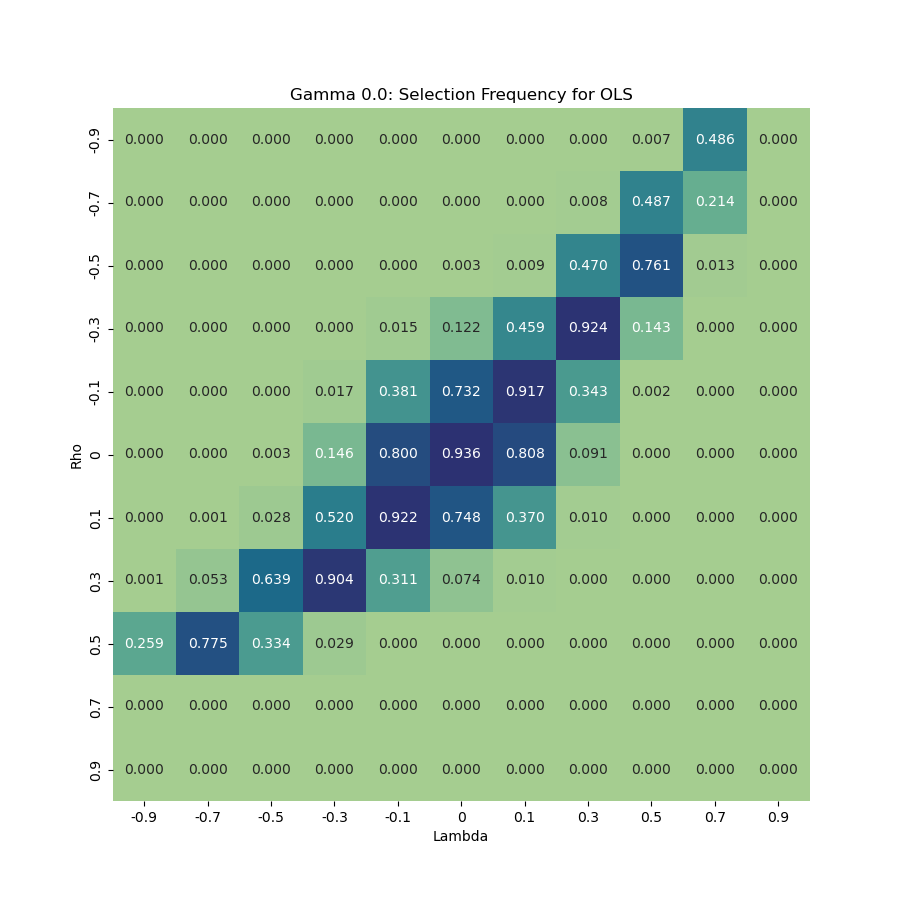 Gamma 0.0: Selection Frequency for OLS
-0.9 0.000 0.000 0.000 0.000 0.000 0.000 0.000 0.000 0.007 0.486 0.000
-0.7 0.000 0.000 0.000 0.000 0.000 0.000 0.000 0.008 0.487 0.214 0.000
-0.5 0.000 0.000 0.000 0.000 0.000 0.003 0.009 0.470 0.761 0.013 0.000
-0.3 0.000 0.000 0.000 0.000 0.015 0.122 0.459 0.924 0.143 0.000 0.000
-0.1 0.000 0.000 0.000 0.017 0.381 0.732 0.917 0.343 0.002 0.000 0.000
Rho
0 0.000 0.000 0.003 0.146 0.800 0.936 0.808 0.091 0.000 0.000 0.000
0.1 0.000 0.001 0.028 0.520 0.922 0.748 0.370 0.010 0.000 0.000 0.000
0.3 0.001 0.053 0.639 0.904 0.311 0.074 0.010 0.000 0.000 0.000 0.000
0.5 0.259 0.775 0.334 0.029 0.000 0.000 0.000 0.000 0.000 0.000 0.000
0.7 0.000 0.000 0.000 0.000 0.000 0.000 0.000 0.000 0.000 0.000 0.000
0.9 0.000 0.000 0.000 0.000 0.000 0.000 0.000 0.000 0.000 0.000 0.000
-0.9 -0.7 -0.5 -0.3 -0.1 0 0.1 0.3 0.5 0.7 0.9
Lambda